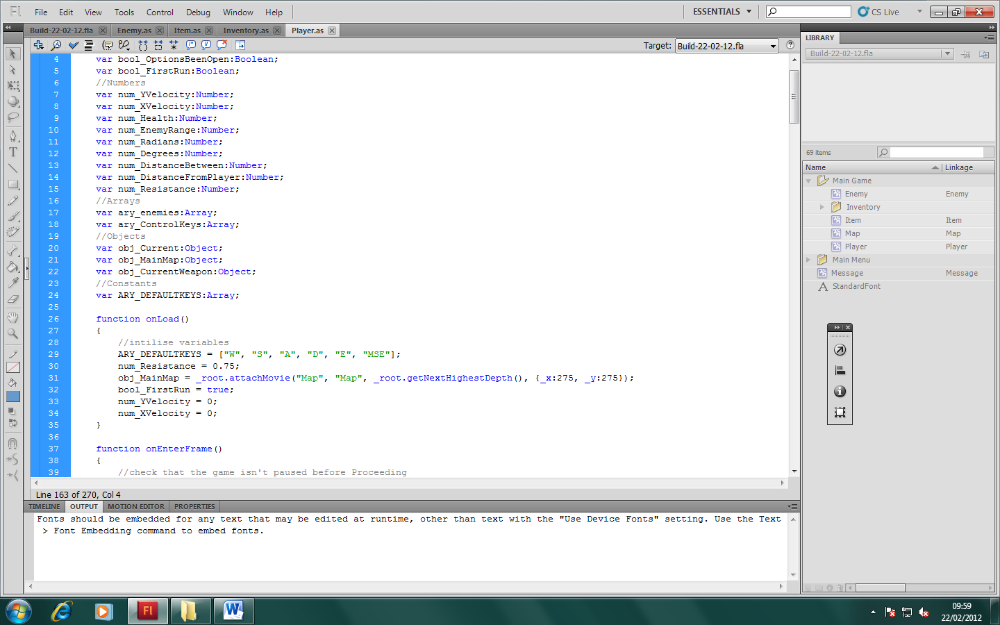 Fl File Edit View Tools Control Debug Window Help ESSENTIALS CS Live
Build-22-02-12.fla Enemy.as Item.as Inventory.as Player.as
Target: Build-22-02-12.fla
4 var bool_OptionsBeenOpen:Boolean;
5 var bool_FirstRun:Boolean;
6 //Numbers
7 var num_YVelocity:Number;
8 var num_XVelocity:Number;
9 var num_Health:Number;
10 var num_EnemyRange:Number;
11 var num_Radians:Number;
12 var num_Degrees:Number;
13 var num_DistanceBetween:Number;
14 var num_DistanceFromPlayer:Number;
15 var num_Resistance:Number;
16 //Arrays
17 var ary_enemies:Array;
18 var ary_ControlKeys:Array;
19 //Objects
20 var obj_Current:Object;
21 var obj_MainMap:Object;
22 var obj_CurrentWeapon:Object;
23 //Constants
24 var ARY_DEFAULTKEYS:Array;
25
26 function onLoad()
27 {
28 //intilise variables
29 ARY_DEFAULTKEYS = ["W", "S", "A", "D", "E", "MSE"];
30 num_Resistance = 0.75;
31 obj_MainMap = _root.attachMovie("Map", "Map", _root.getNextHighestDepth(), {_x:275, _y:275});
32 bool_FirstRun = true;
33 num_YVelocity = 0;
34 num_XVelocity = 0;
35 }
36
37 function onEnterFrame()
38 {
39 //check that the game isn't paused before Proceeding
Line 163 of 270, Col 4
TIMELINE OUTPUT MOTION EDITOR PROPERTIES
Fonts should be embedded for any text that may be edited at runtime, other than text with the "Use Device Fonts" setting. Use the Text
> Font Embedding command to embed fonts.
LIBRARY
Build-22-02-12.fla
69 items
Name Linkage
Main Game
Enemy Enemy
Inventory
Item Item
Map Map
Player Player
Main Menu
Message Message
StandardFont
Fl
09:59
22/02/2012